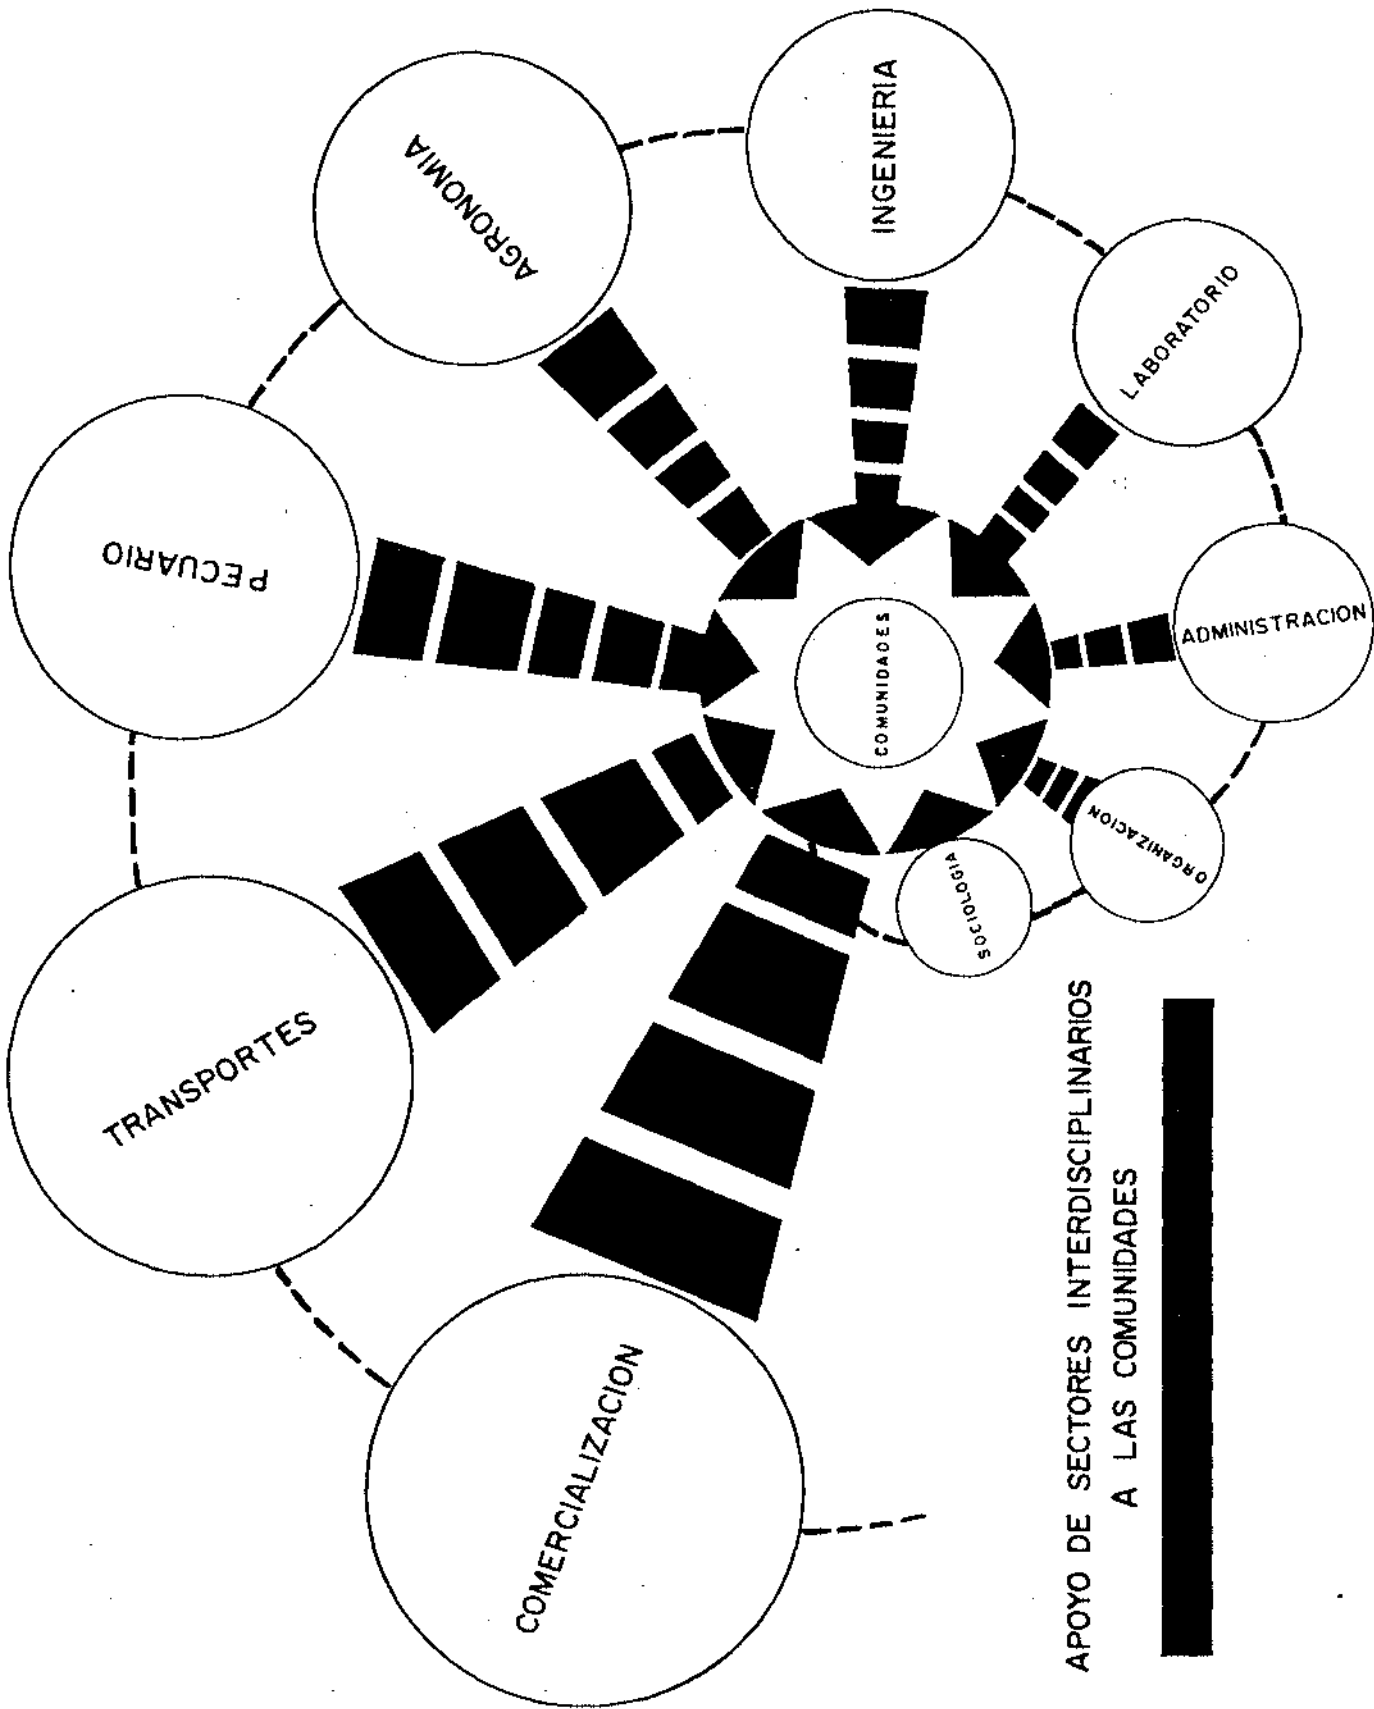 APOYO DE SECTORES INTERDISCIPLINARIOS
A LAS COMUNIDADES
COMUNIDADES
SOCIOLOGIA
ORGANIZACION
ADMINISTRACION
LABORATORIO
INGENIERIA
AGRONOMIA
PECUARIO
TRANSPORTES
COMERCIALIZACION